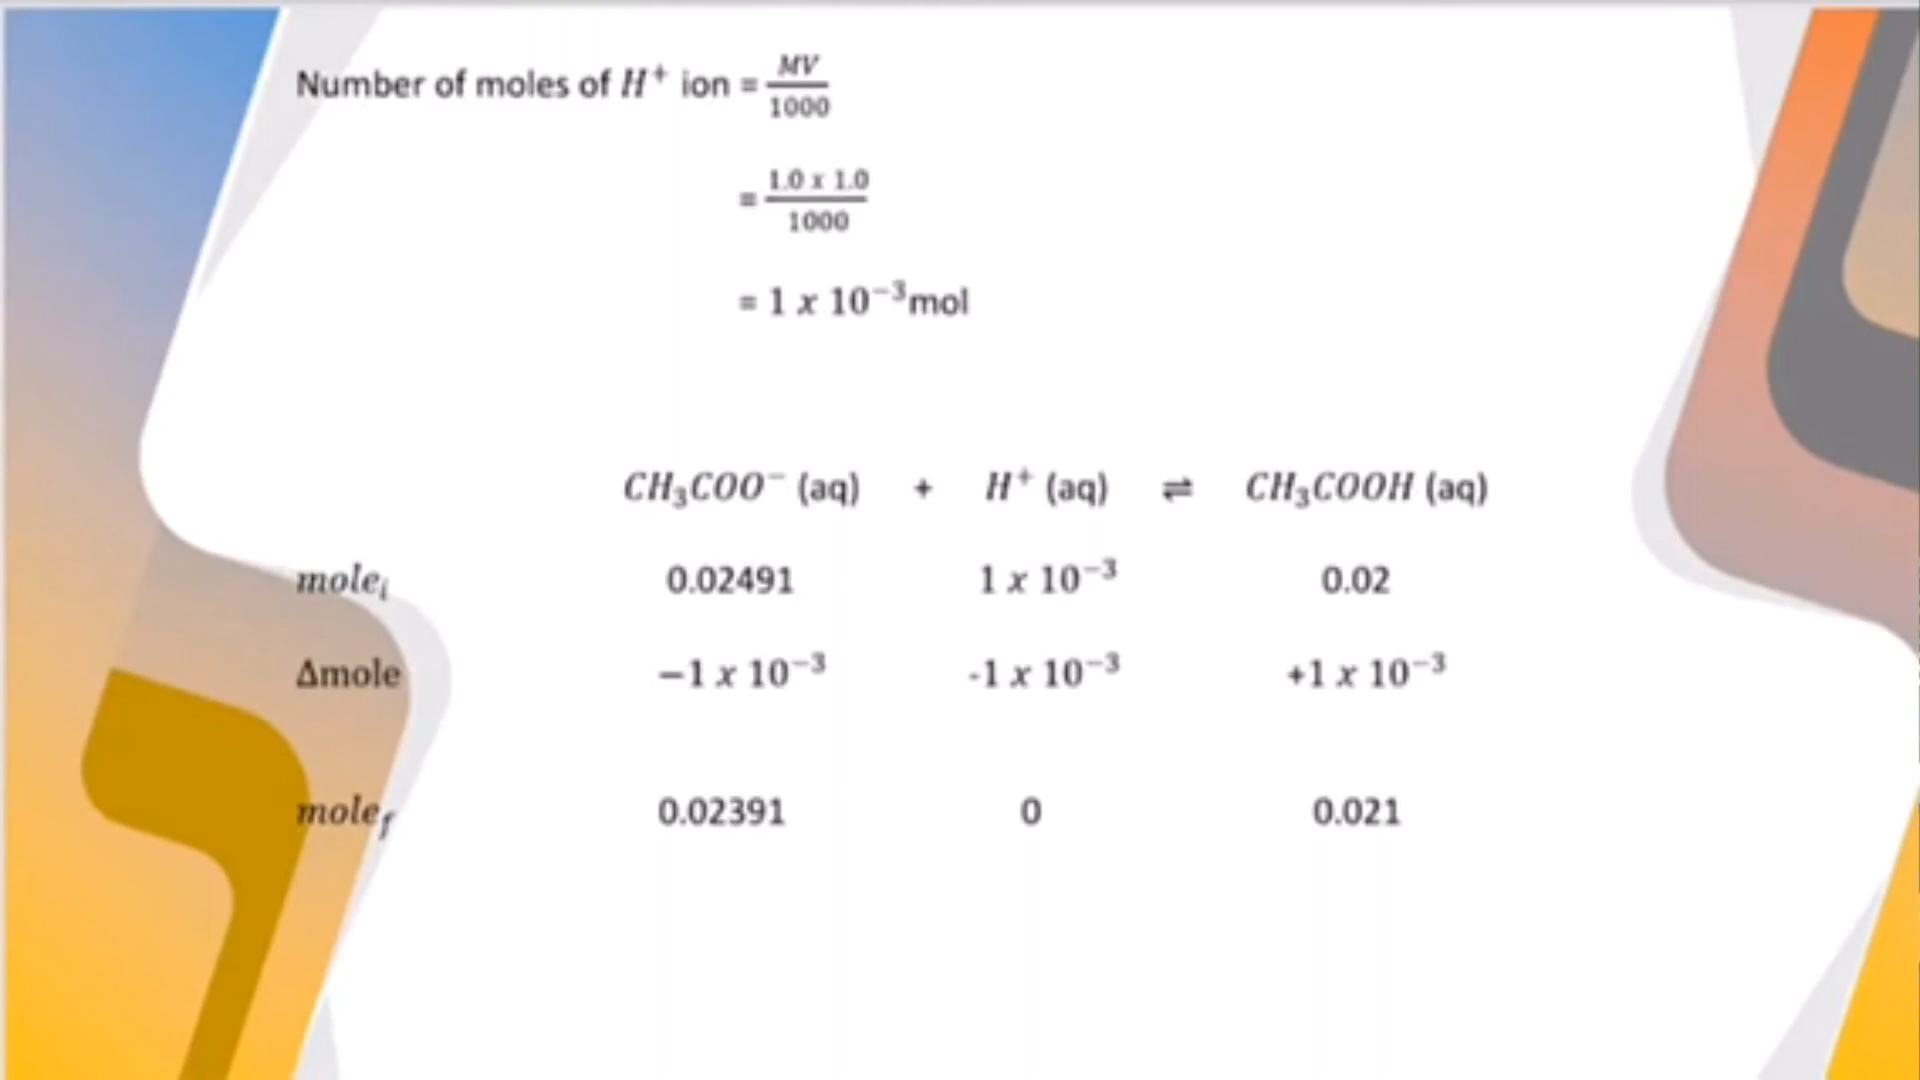 Number of moles of H⁺ ion = MV/1000
= 1.0 x 1.0/1000
= 1 x 10⁻³mol
CH₃COO⁻ (aq) + H⁺ (aq) ⇌ CH₃COOH (aq)
moleᵢ 0.02491 1 x 10⁻³ 0.02
Δmole −1 x 10⁻³ -1 x 10⁻³ +1 x 10⁻³
mole_f 0.02391 0 0.021